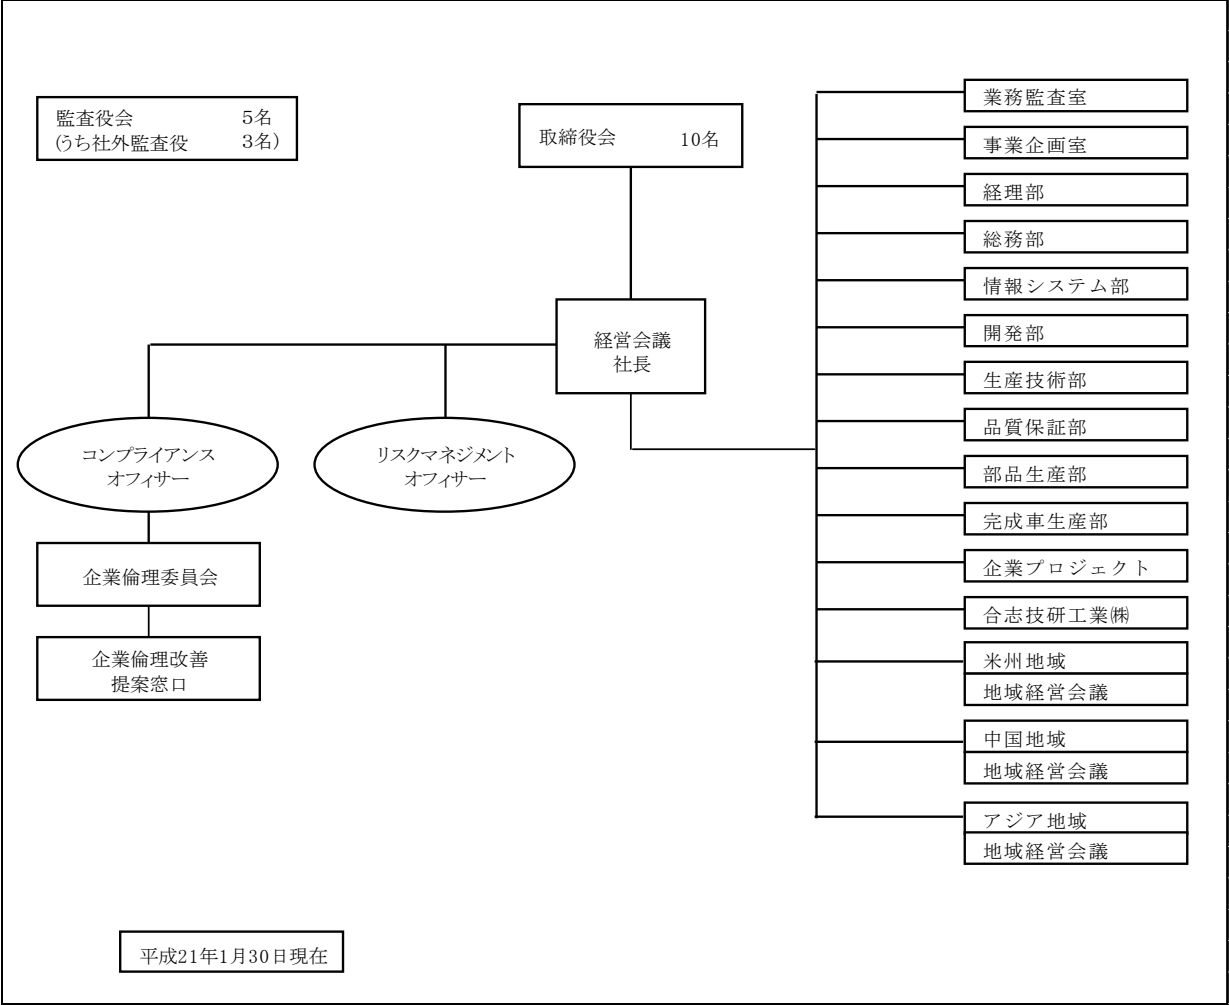 監査役会 5名
(うち社外監査役 3名)
取締役会 10名
経営会議
社長
コンプライアンス
オフィサー
リスクマネジメント
オフィサー
企業倫理委員会
企業倫理改善
提案窓口
業務監査室
事業企画室
経理部
総務部
情報システム部
開発部
生産技術部
品質保証部
部品生産部
完成車生産部
企業プロジェクト
合志技研工業㈱
米州地域
地域経営会議
中国地域
地域経営会議
アジア地域
地域経営会議
平成21年1月30日現在